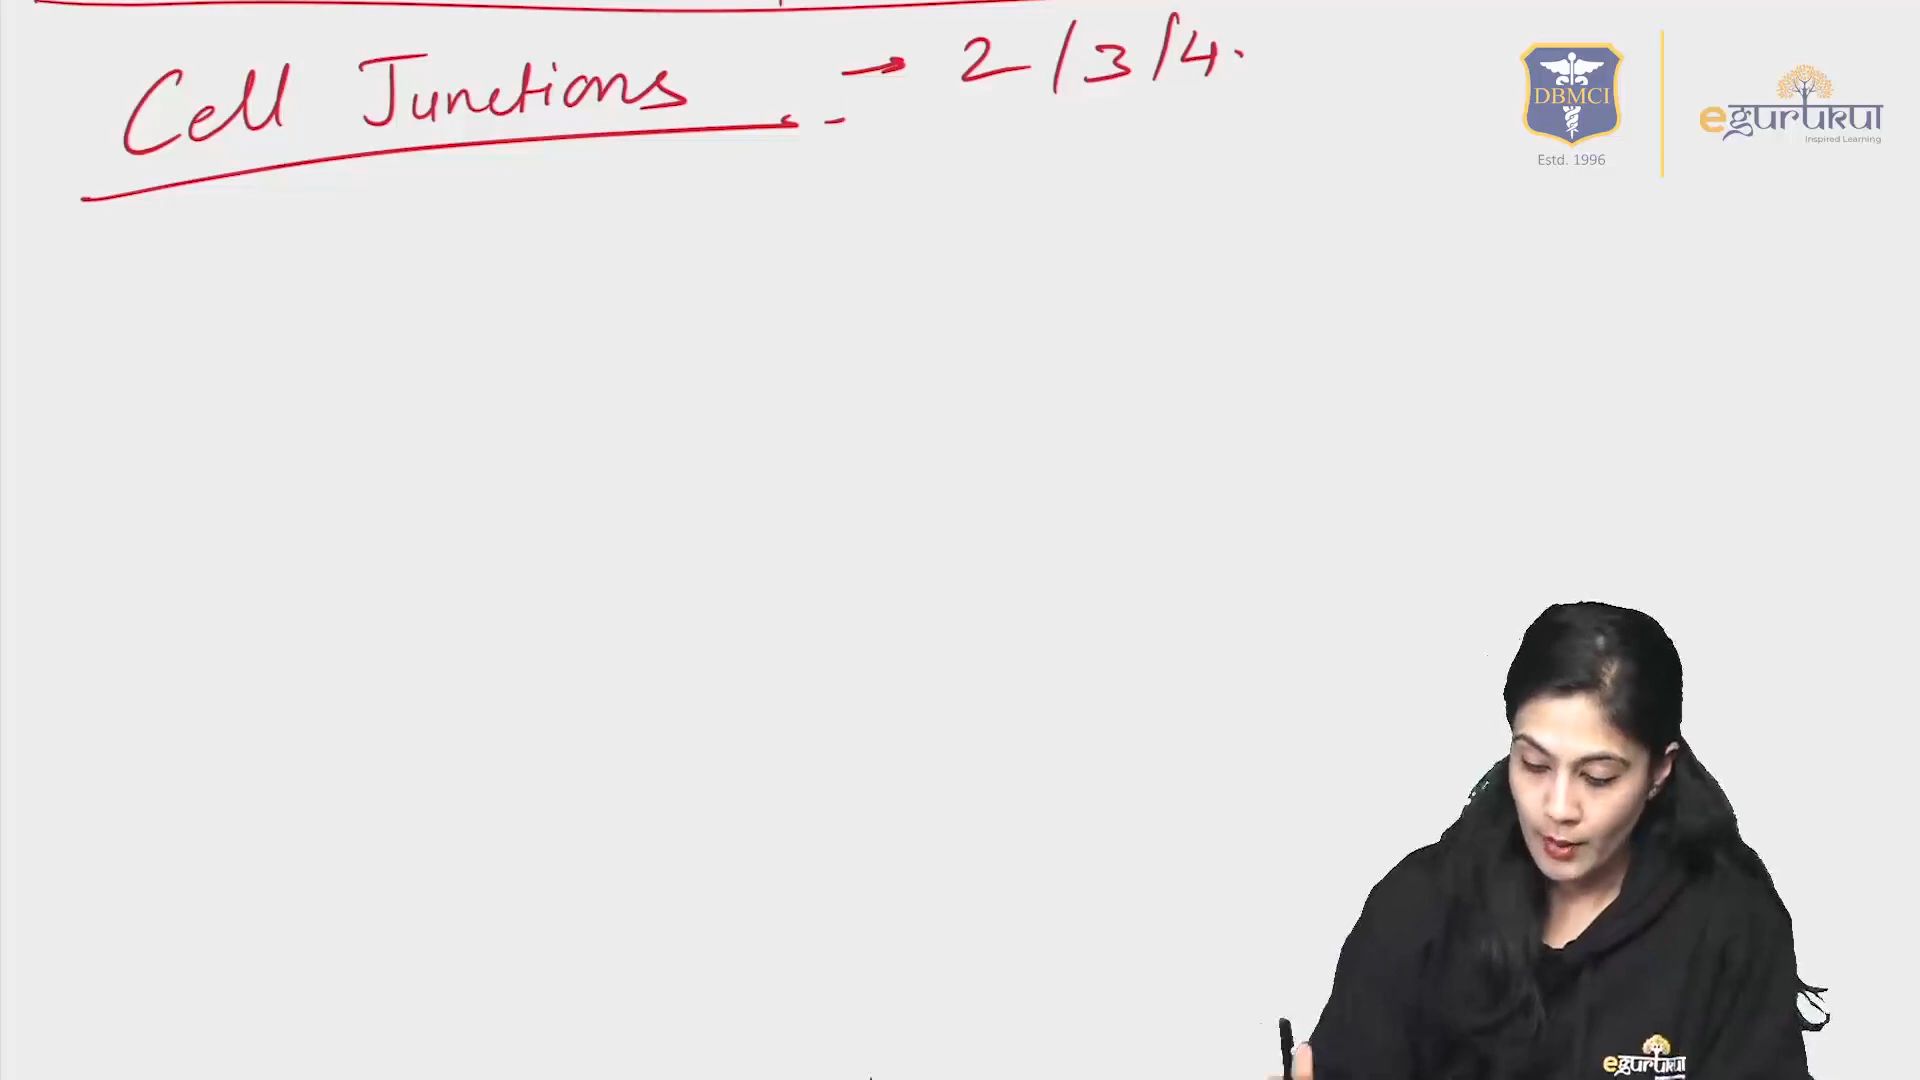 Cell Junctions :- → 2/3/4.
DBMCI
Estd. 1996
egurukul
Inspired Learning
egurukul